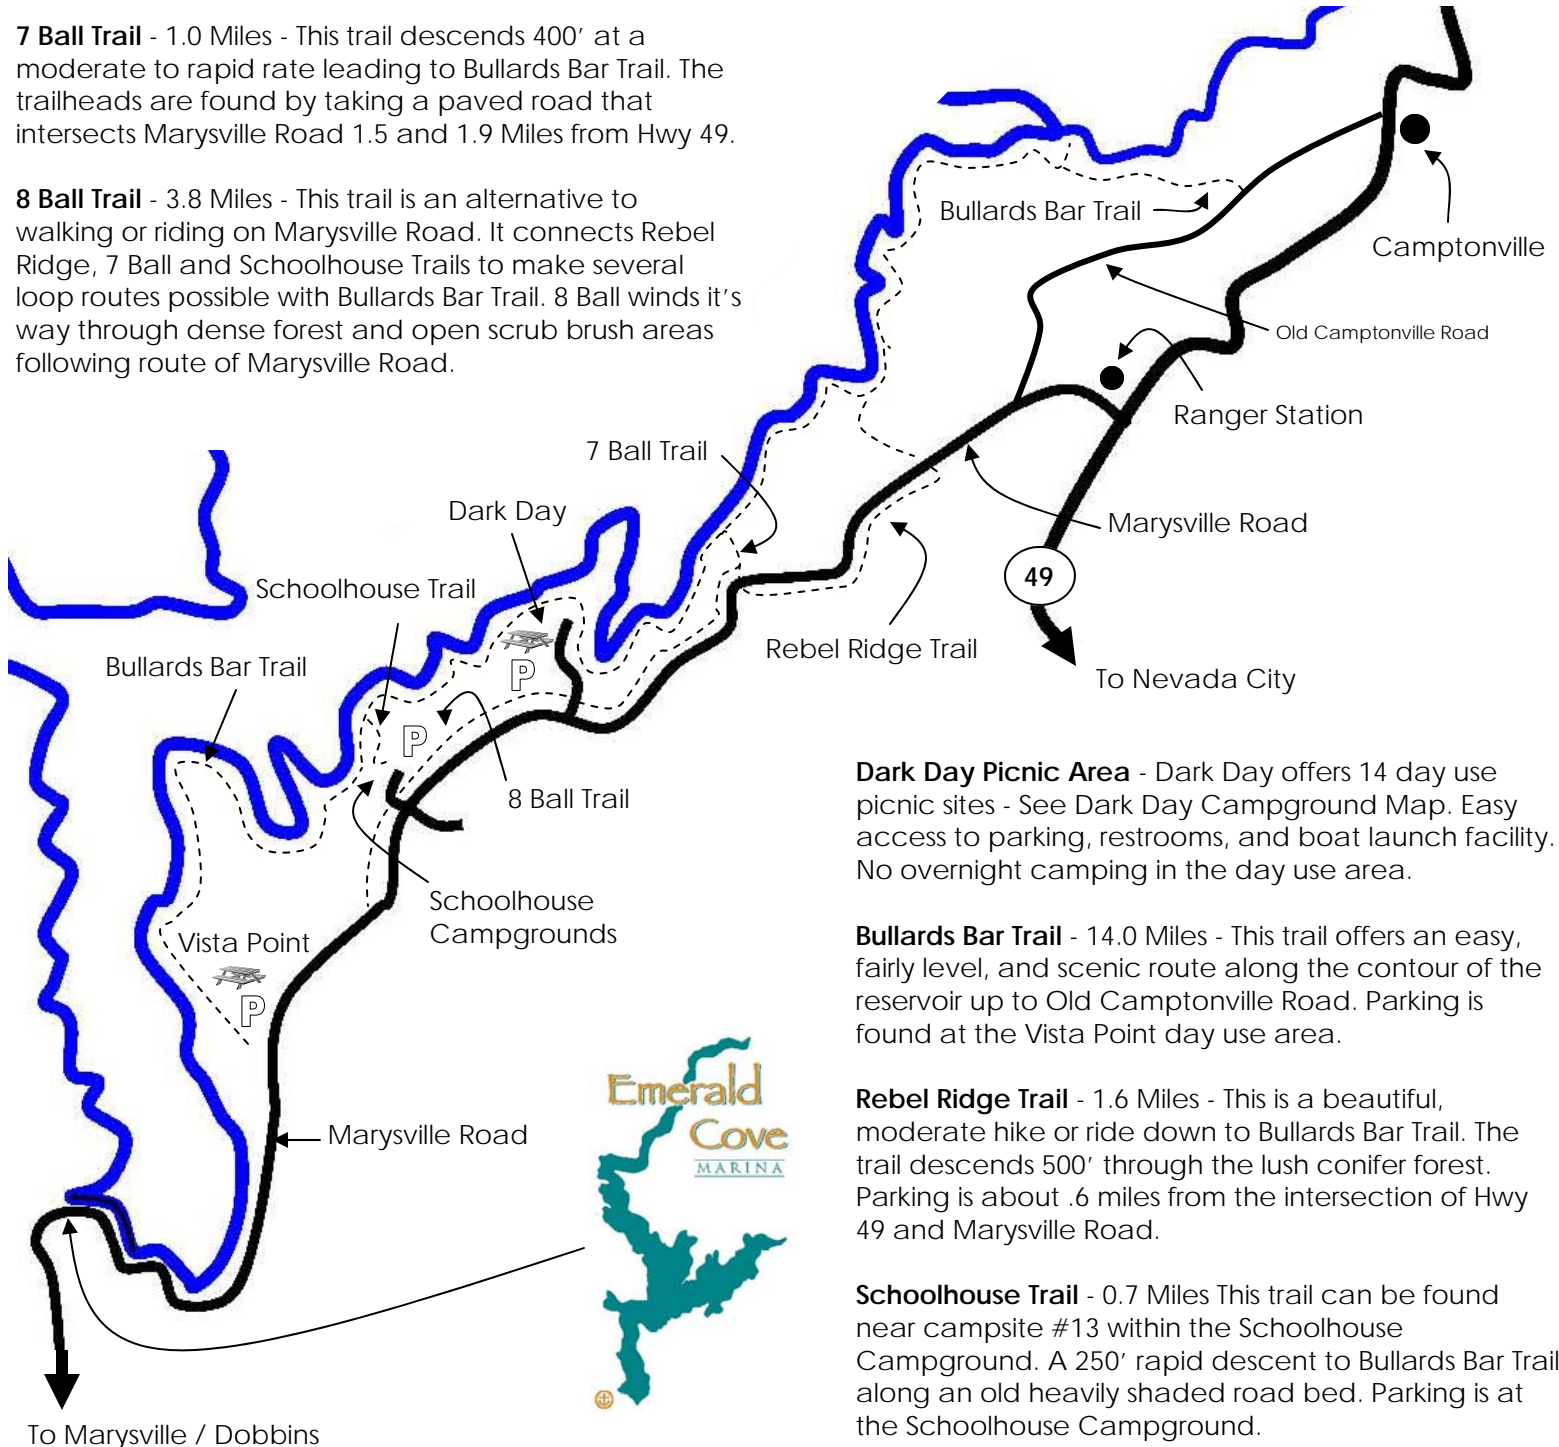 7 Ball Trail - 1.0 Miles - This trail descends 400' at a
moderate to rapid rate leading to Bullards Bar Trail. The
trailheads are found by taking a paved road that
intersects Marysville Road 1.5 and 1.9 Miles from Hwy 49.
8 Ball Trail - 3.8 Miles - This trail is an alternative to
walking or riding on Marysville Road. It connects Rebel
Ridge, 7 Ball and Schoolhouse Trails to make several
loop routes possible with Bullards Bar Trail. 8 Ball winds it's
way through dense forest and open scrub brush areas
following route of Marysville Road.
Bullards Bar Trail
Camptonville
Old Camptonville Road
Ranger Station
7 Ball Trail
Dark Day
Marysville Road
49
Schoolhouse Trail
P
Rebel Ridge Trail
To Nevada City
Bullards Bar Trail
P
8 Ball Trail
Schoolhouse
Campgrounds
Vista Point
P
Marysville Road
To Marysville / Dobbins
Emerald
Cove
MARINA
Dark Day Picnic Area - Dark Day offers 14 day use
picnic sites - See Dark Day Campground Map. Easy
access to parking, restrooms, and boat launch facility.
No overnight camping in the day use area.
Bullards Bar Trail - 14.0 Miles - This trail offers an easy,
fairly level, and scenic route along the contour of the
reservoir up to Old Camptonville Road. Parking is
found at the Vista Point day use area.
Rebel Ridge Trail - 1.6 Miles - This is a beautiful,
moderate hike or ride down to Bullards Bar Trail. The
trail descends 500' through the lush conifer forest.
Parking is about .6 miles from the intersection of Hwy
49 and Marysville Road.
Schoolhouse Trail - 0.7 Miles This trail can be found
near campsite #13 within the Schoolhouse
Campground. A 250' rapid descent to Bullards Bar Trail
along an old heavily shaded road bed. Parking is at
the Schoolhouse Campground.